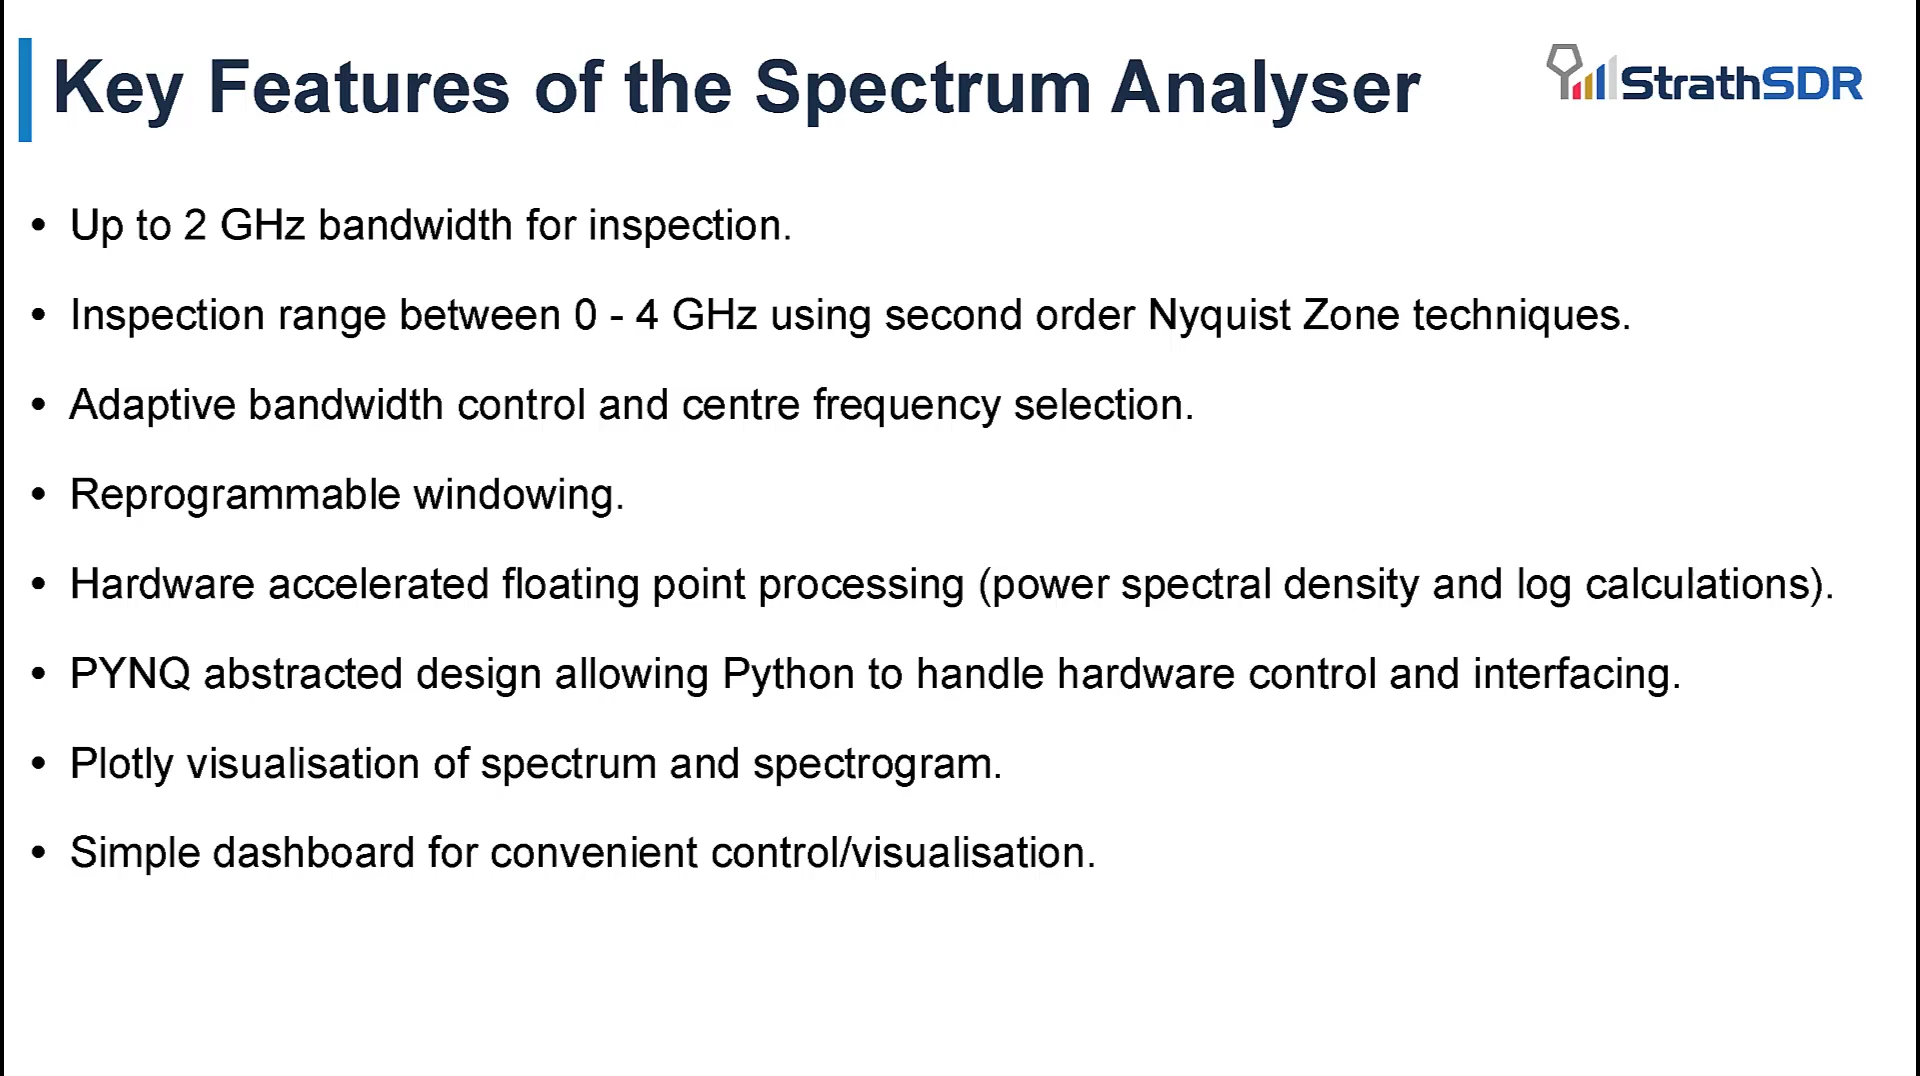 Key Features of the Spectrum Analyser
StrathSDR
• Up to 2 GHz bandwidth for inspection.
• Inspection range between 0 - 4 GHz using second order Nyquist Zone techniques.
• Adaptive bandwidth control and centre frequency selection.
• Reprogrammable windowing.
• Hardware accelerated floating point processing (power spectral density and log calculations).
• PYNQ abstracted design allowing Python to handle hardware control and interfacing.
• Plotly visualisation of spectrum and spectrogram.
• Simple dashboard for convenient control/visualisation.